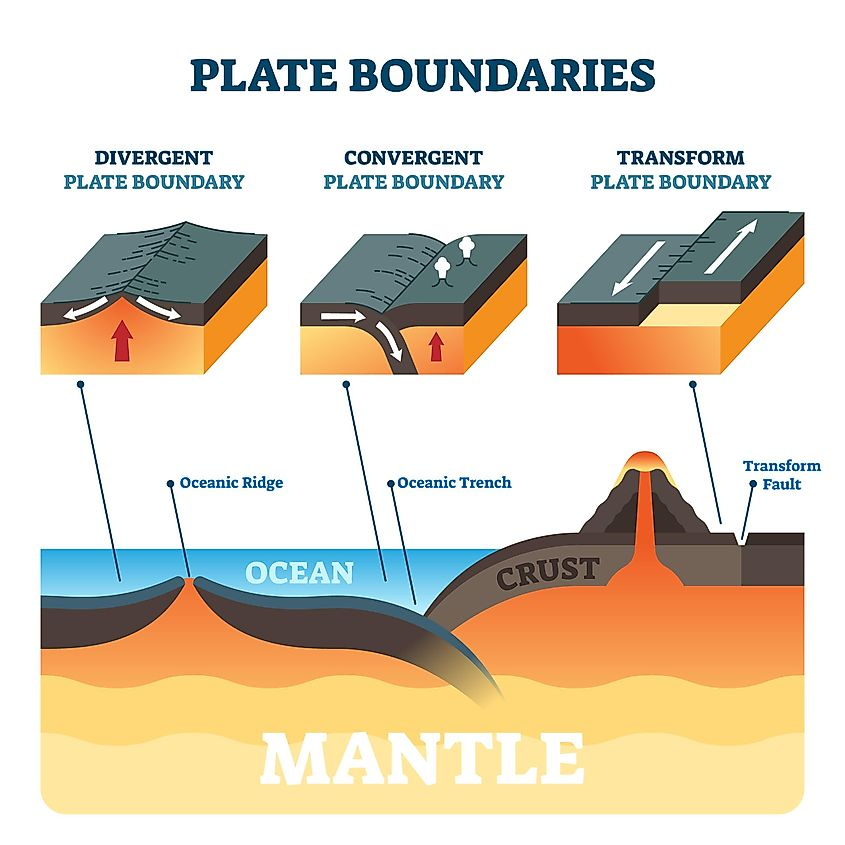 PLATE BOUNDARIES
DIVERGENT
PLATE BOUNDARY
CONVERGENT
PLATE BOUNDARY
TRANSFORM
PLATE BOUNDARY
Oceanic Ridge
Oceanic Trench
Transform
Fault
OCEAN
CRUST
MANTLE